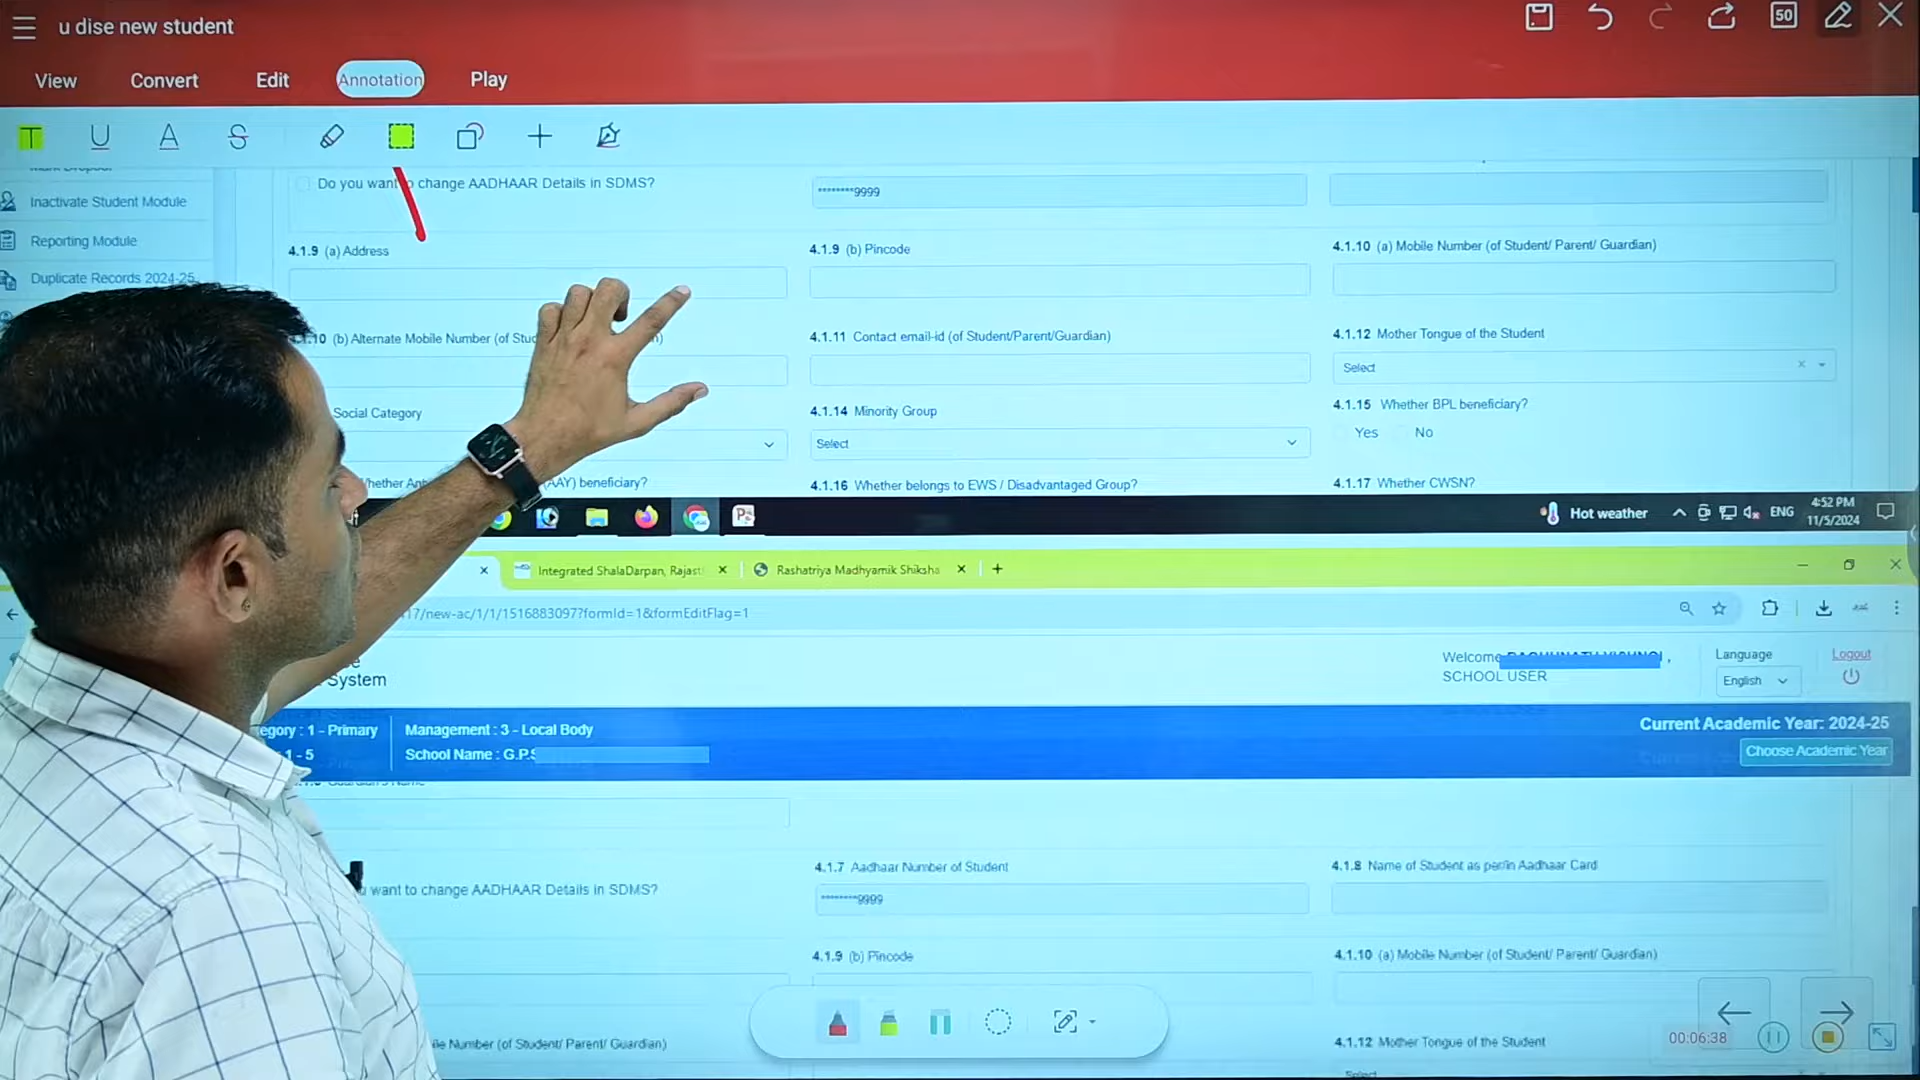 u dise new student
50
View Convert Edit Annotation Play
T U A S
Inactivate Student Module
Reporting Module
Duplicate Records 2024-25
Do you want to change AADHAAR Details in SDMS?
********9999
4.1.9 (a) Address
4.1.9 (b) Pincode
4.1.10 (a) Mobile Number (of Student/ Parent/ Guardian)
(b) Alternate Mobile Number (of
4.1.11 Contact email-id (of Student/Parent/Guardian)
4.1.12 Mother Tongue of the Student
Select
Social Category
4.1.14 Minority Group
Select
4.1.15 Whether BPL beneficiary?
Yes No
(AAY) beneficiary?
4.1.16 Whether belongs to EWS / Disadvantaged Group?
4.1.17 Whether CWSN?
Hot weather
ENG
4:52 PM
11/5/2024
Integrated ShalaDarpan, Rajast
Rashatriya Madhyamik Shiksha
17/new-ac/1/1/1516883097?formId=1&formEditFlag=1
System
Welcome ,
SCHOOL USER
Language
English
Logout
egory : 1 - Primary
1 - 5
Management : 3 - Local Body
School Name : G.P.S
Current Academic Year: 2024-25
Choose Academic Year
want to change AADHAAR Details in SDMS?
4.1.7 Aadhaar Number of Student
********9999
4.1.8 Name of Student as per/in Aadhaar Card
4.1.9 (b) Pincode
4.1.10 (a) Mobile Number (of Student/ Parent/ Guardian)
ile Number (of Student/ Parent/ Guardian)
4.1.12 Mother Tongue of the Student
00:06:38